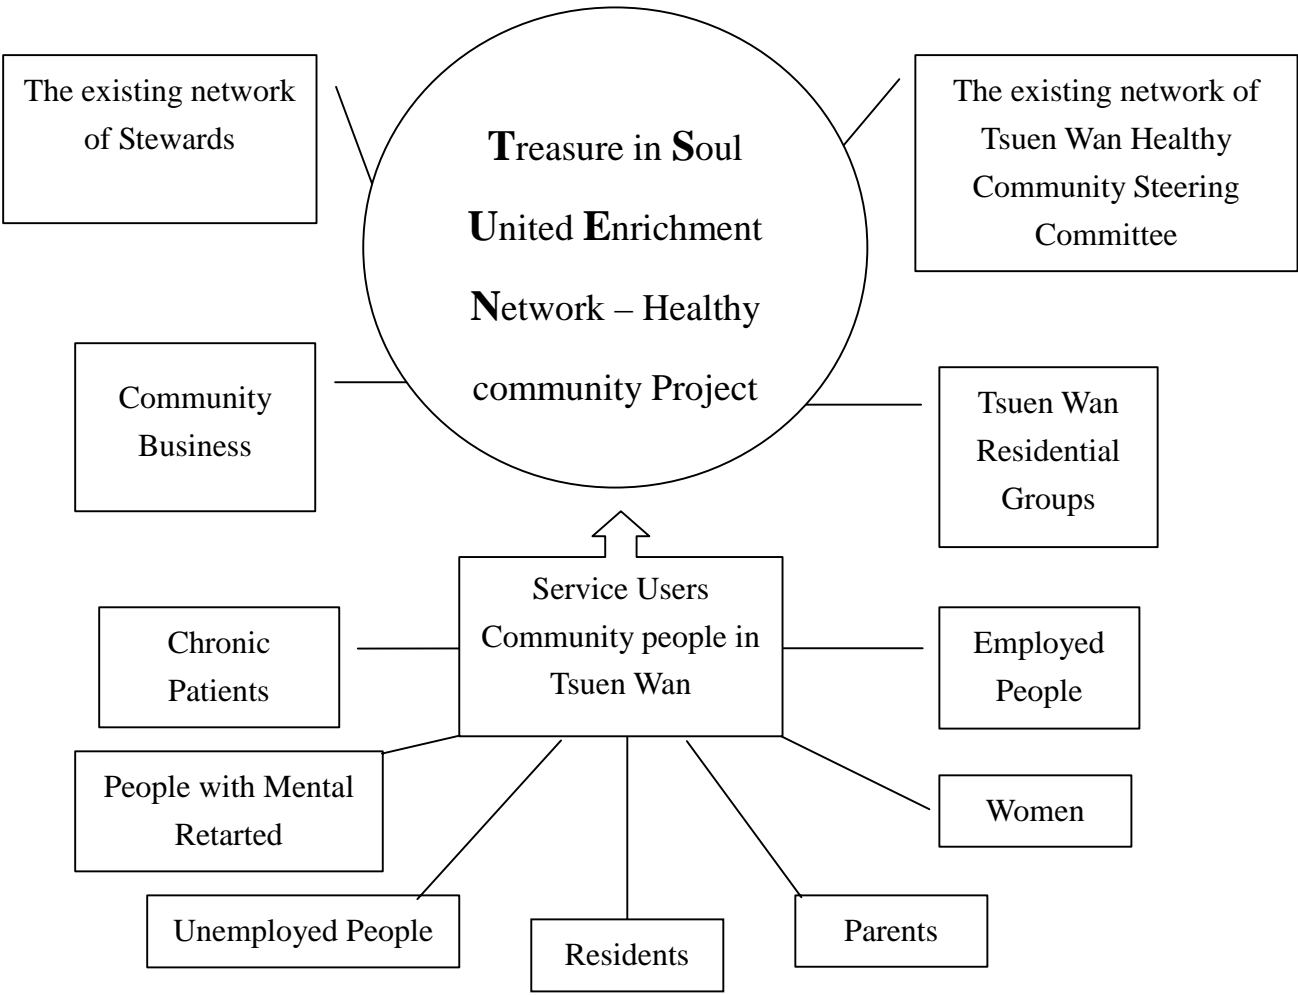 The existing network
of Stewards
Treasure in Soul
United Enrichment
Network – Healthy
community Project
The existing network of
Tsuen Wan Healthy
Community Steering
Committee
Community
Business
Tsuen Wan
Residential
Groups
Service Users
Community people in
Tsuen Wan
Chronic
Patients
Employed
People
People with Mental
Retarted
Women
Unemployed People
Residents
Parents